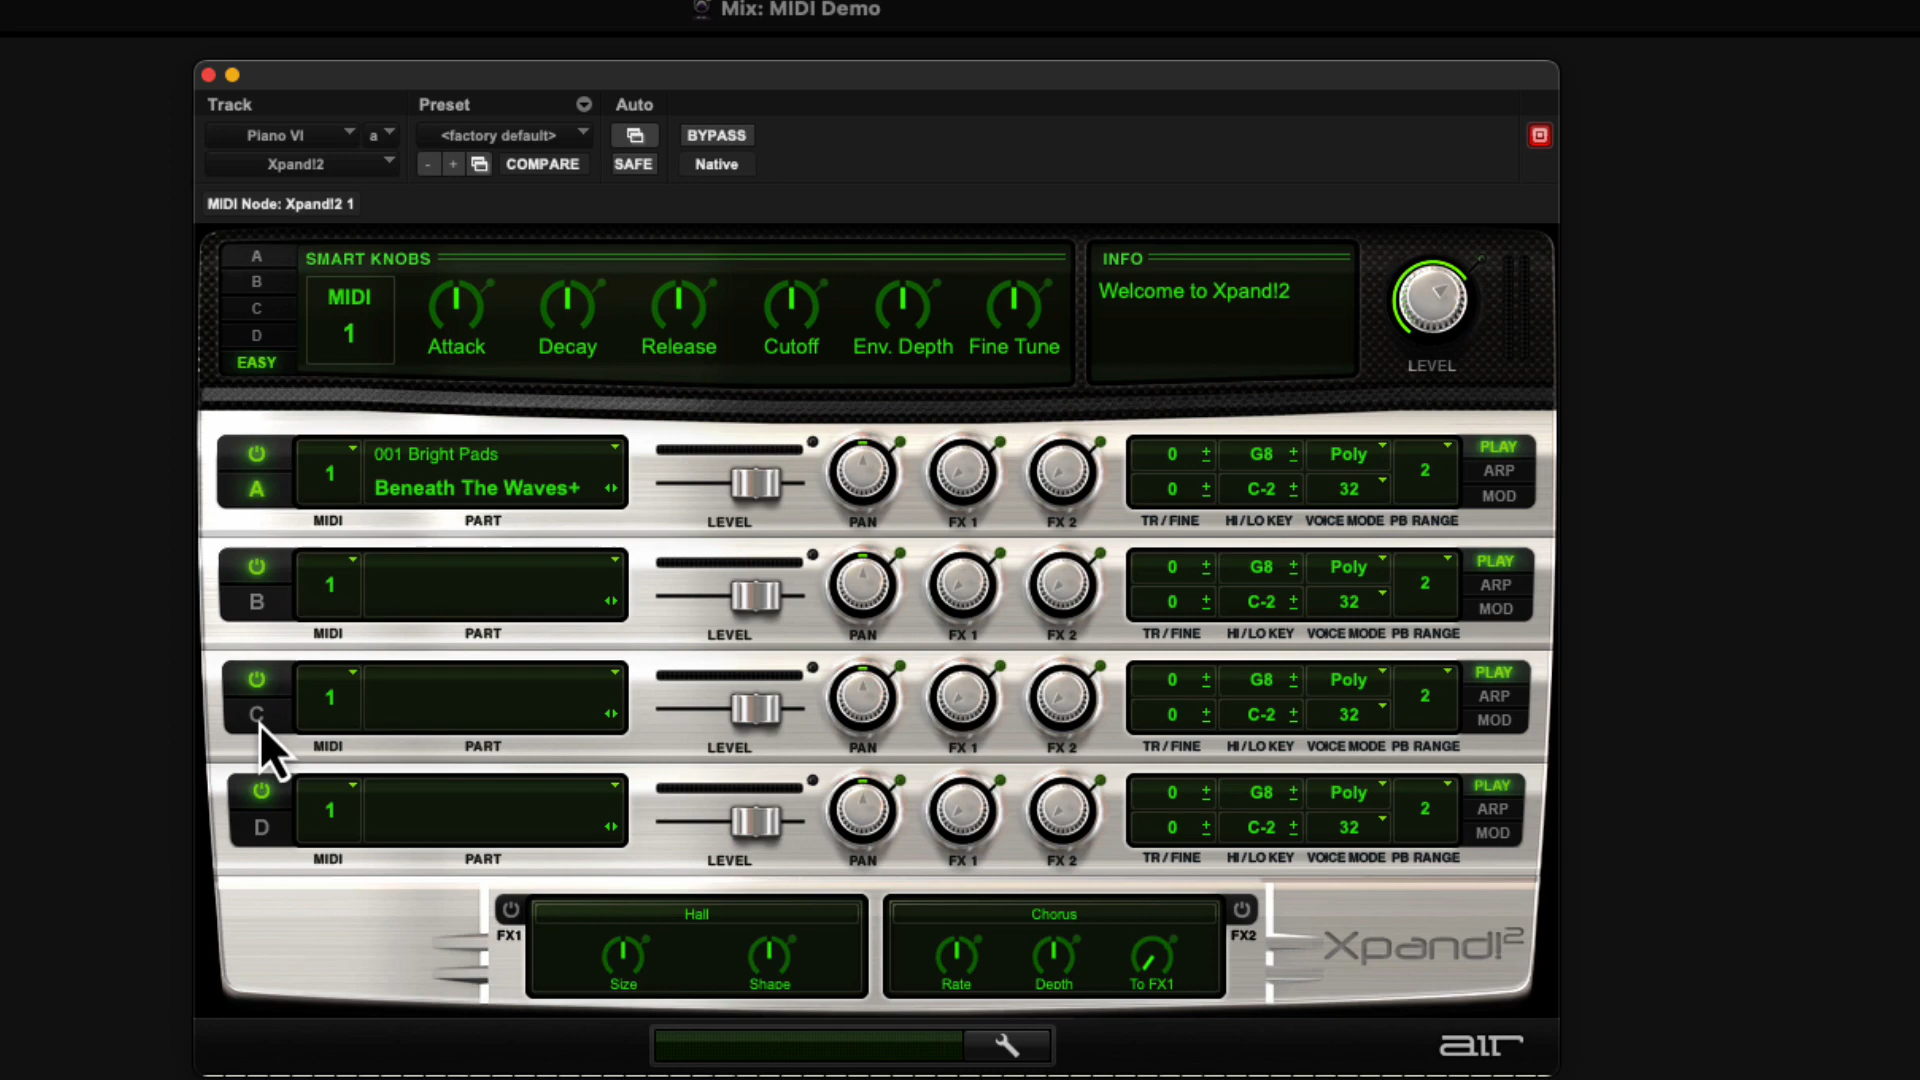 Mix: MIDI Demo
Track
Preset
Auto
Piano VI
a
<factory default>
BYPASS
Xpand!2
-
+
COMPARE
SAFE
Native
MIDI Node: Xpand!2 1
A
B
C
D
EASY
SMART KNOBS
MIDI
1
Attack
Decay
Release
Cutoff
Env. Depth
Fine Tune
INFO
Welcome to Xpand!2
LEVEL
A
1
001 Bright Pads
Beneath The Waves+
MIDI
PART
LEVEL
PAN
FX 1
FX 2
0 ± G8 ± Poly
0 ± C-2 ± 32
2
PLAY
ARP
MOD
TR / FINE
HI / LO KEY
VOICE MODE
PB RANGE
B
1
MIDI
PART
LEVEL
PAN
FX 1
FX 2
0 ± G8 ± Poly
0 ± C-2 ± 32
2
PLAY
ARP
MOD
TR / FINE
HI / LO KEY
VOICE MODE
PB RANGE
C
1
MIDI
PART
LEVEL
PAN
FX 1
FX 2
0 ± G8 ± Poly
0 ± C-2 ± 32
2
PLAY
ARP
MOD
TR / FINE
HI / LO KEY
VOICE MODE
PB RANGE
D
1
MIDI
PART
LEVEL
PAN
FX 1
FX 2
0 ± G8 ± Poly
0 ± C-2 ± 32
2
PLAY
ARP
MOD
TR / FINE
HI / LO KEY
VOICE MODE
PB RANGE
FX1
Hall
Size
Shape
Chorus
Rate
Depth
To FX1
FX2
Xpand!2
air